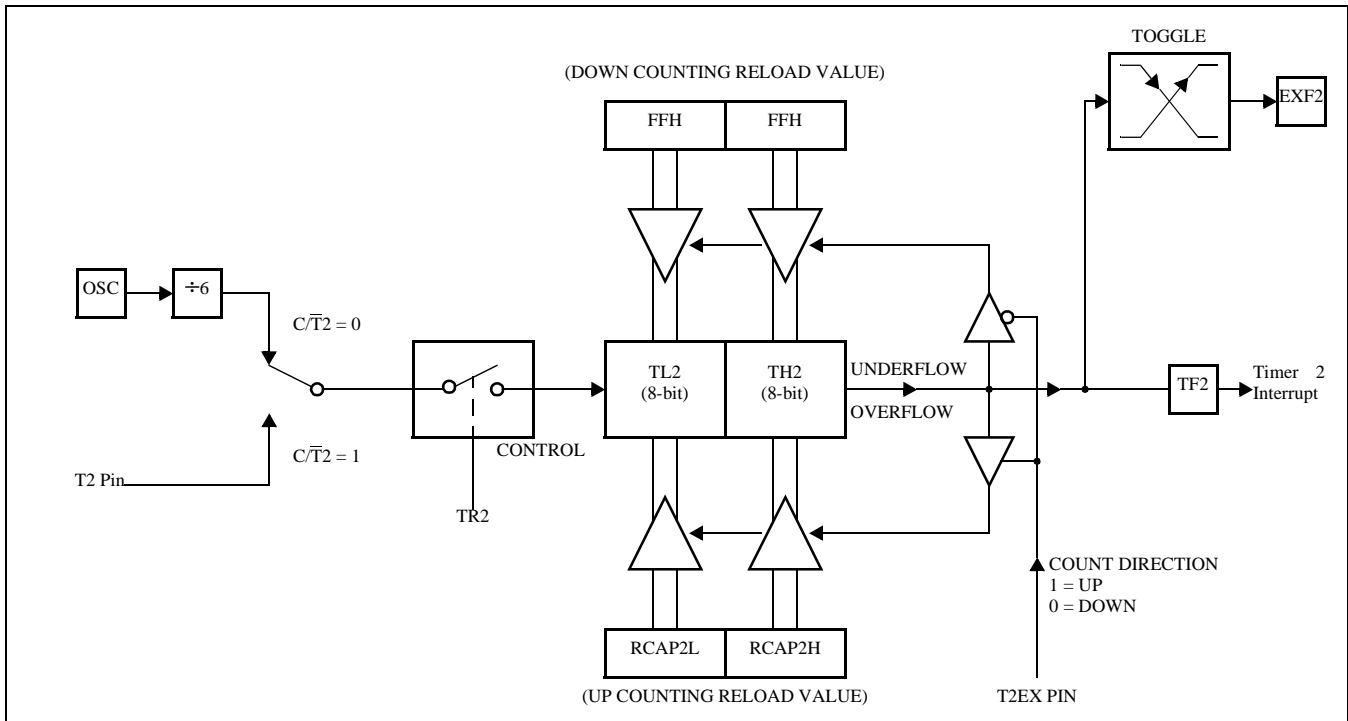 TOGGLE
(DOWN COUNTING RELOAD VALUE)
FFH
FFH
EXF2
OSC
÷6
C/T̅2 = 0
TL2
(8-bit)
TH2
(8-bit)
UNDERFLOW
OVERFLOW
TF2
Timer 2
Interrupt
CONTROL
C/T̅2 = 1
T2 Pin
TR2
COUNT DIRECTION
1 = UP
0 = DOWN
RCAP2L
RCAP2H
(UP COUNTING RELOAD VALUE)
T2EX PIN